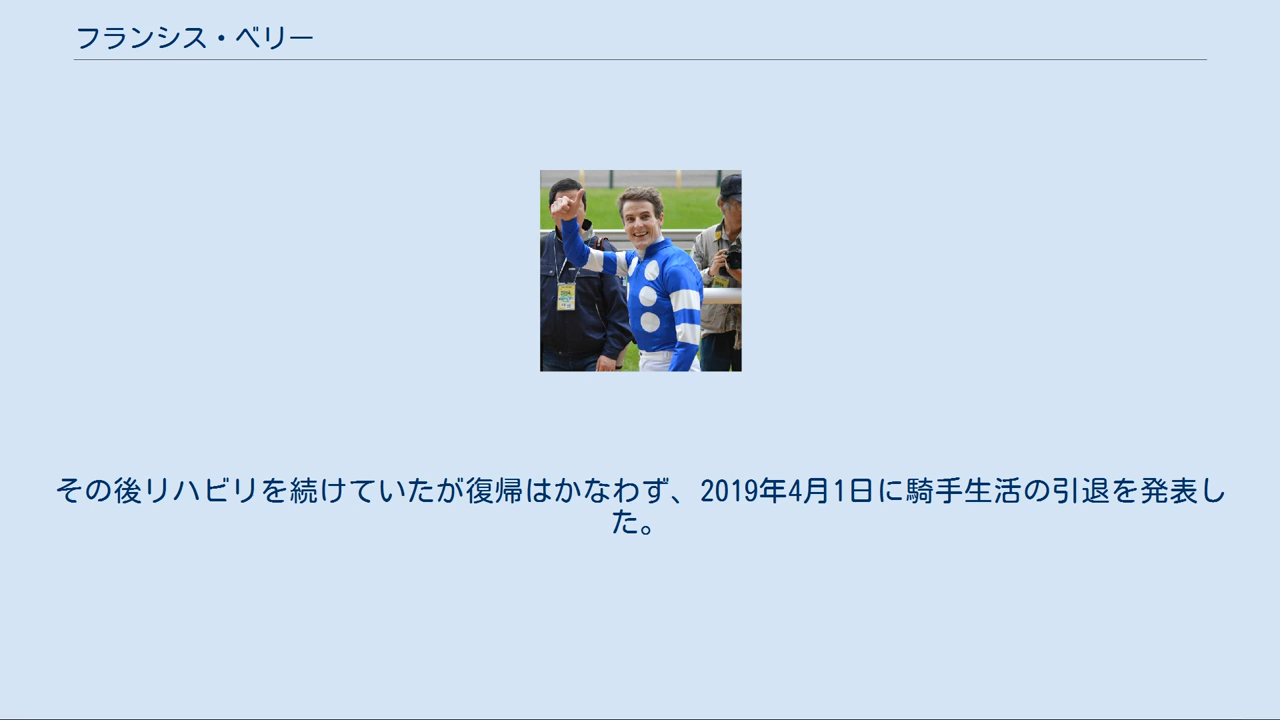 フランシス・ベリー
その後リハビリを続けていたが復帰はかなわず、2019年4月1日に騎手生活の引退を発表し
た。